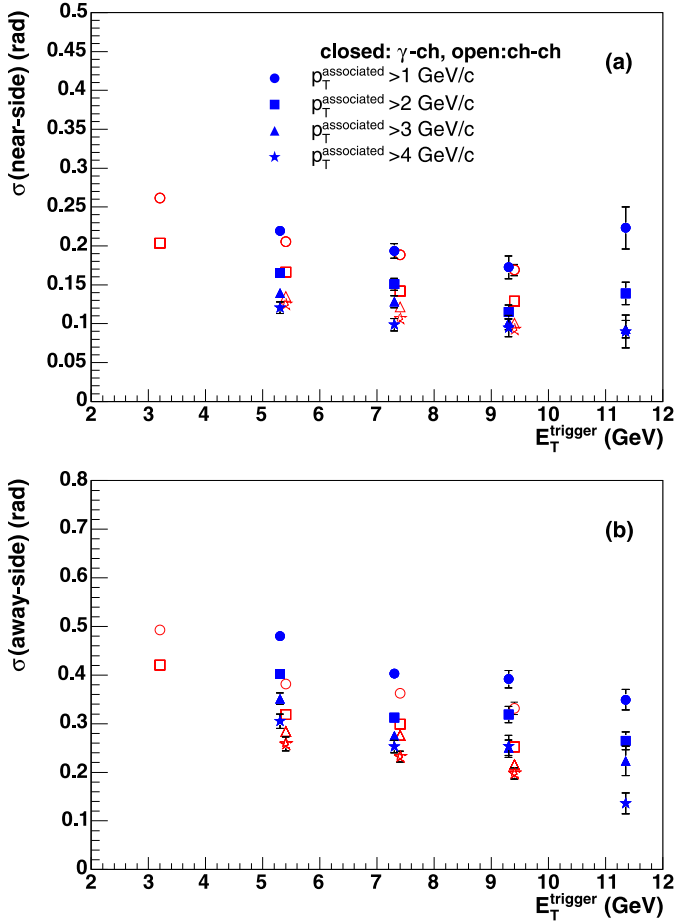 0.5
closed: γ-ch, open:ch-ch
(a)
0.45
p_T^associated >1 GeV/c
0.4
p_T^associated >2 GeV/c
p_T^associated >3 GeV/c
0.35
p_T^associated >4 GeV/c
0.3
0.25
0.2
0.15
0.1
0.05
0
σ(near-side) (rad)
2 3 4 5 6 7 8 9 10 11 12
E_T^trigger (GeV)
0.8
(b)
0.7
0.6
0.5
0.4
0.3
0.2
0.1
0
σ(away-side) (rad)
2 3 4 5 6 7 8 9 10 11 12
E_T^trigger (GeV)